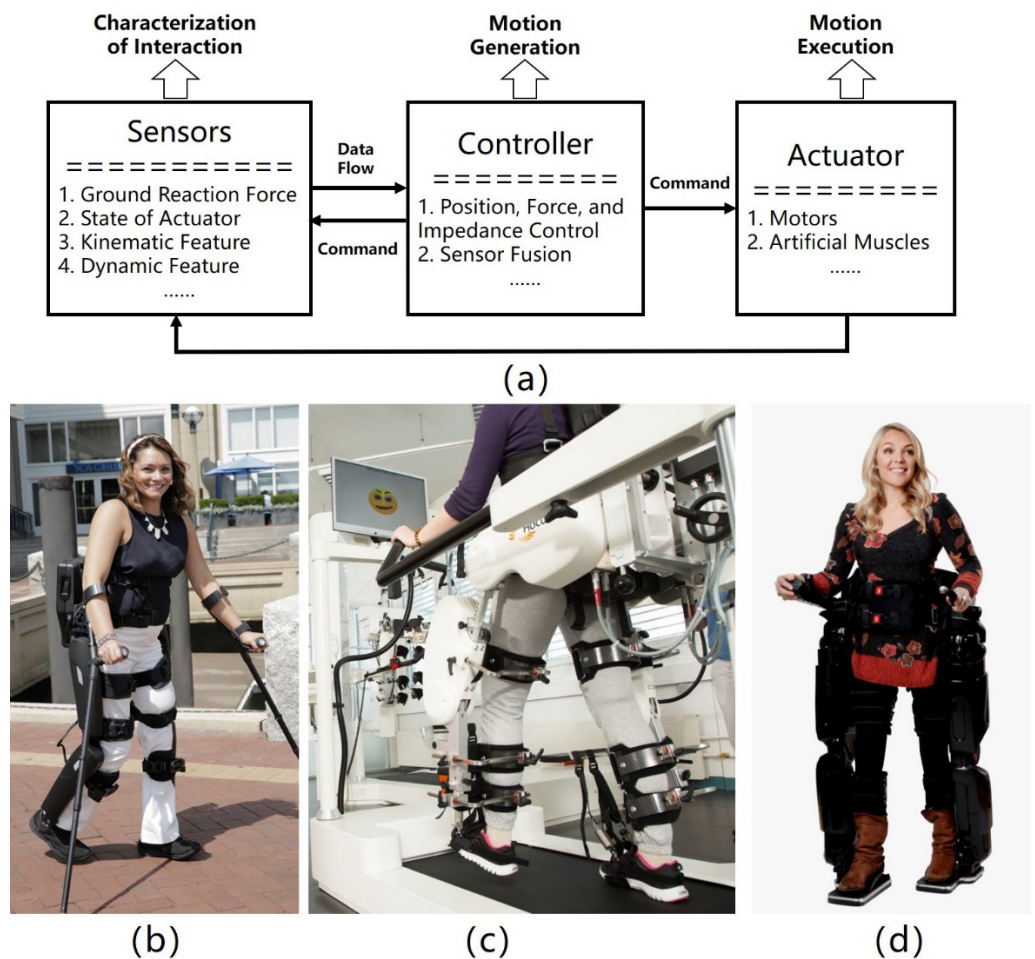 Characterization
of Interaction
Motion
Generation
Motion
Execution
Sensors
===========
1. Ground Reaction Force
2. State of Actuator
3. Kinematic Feature
4. Dynamic Feature
......
Data
Flow
Command
Controller
=========
1. Position, Force, and
Impedance Control
2. Sensor Fusion
......
Command
Actuator
=========
1. Motors
2. Artificial Muscles
......
(a)
(b)
(c)
(d)